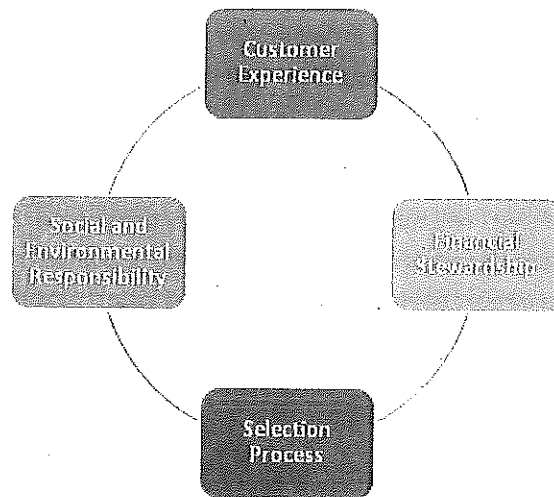 Customer
Experience
Social and
Environmental
Responsibility
Financial
Stewardship
Selection
Process